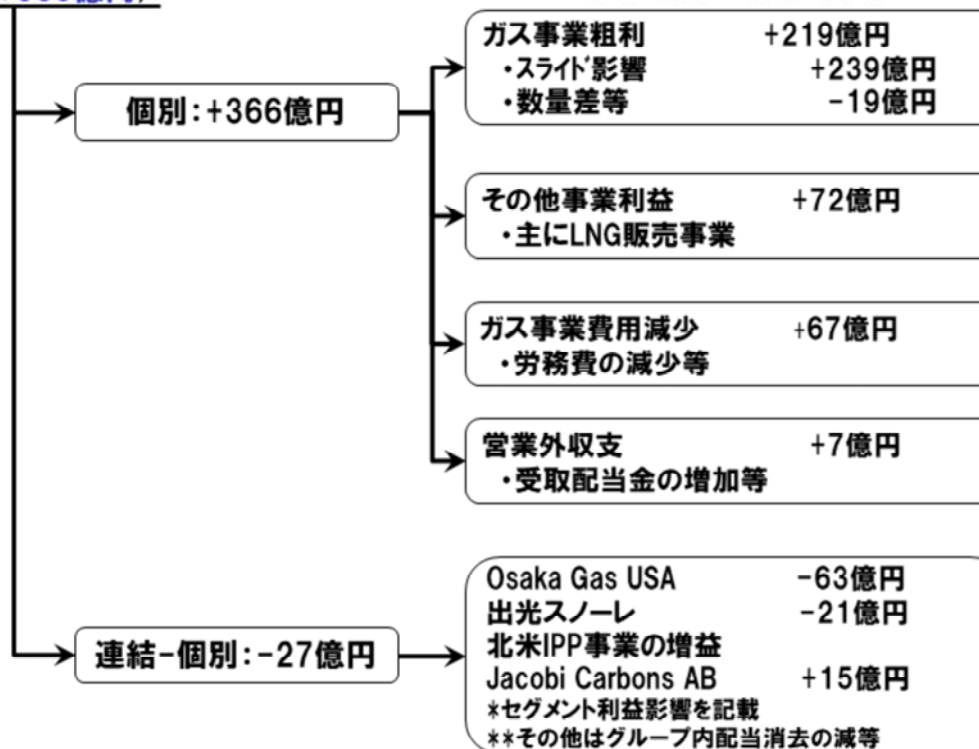 ガス事業粗利 +219億円
・スライド影響 +239億円
・数量差等 -19億円
個別:+366億円
その他事業利益 +72億円
・主にLNG販売事業
ガス事業費用減少 +67億円
・労務費の減少等
営業外収支 +7億円
・受取配当金の増加等
Osaka Gas USA -63億円
出光スノーレ -21億円
北米IPP事業の増益
連結-個別:-27億円
Jacobi Carbons AB +15億円
*セグメント利益影響を記載
**その他はグループ内配当消去の減等